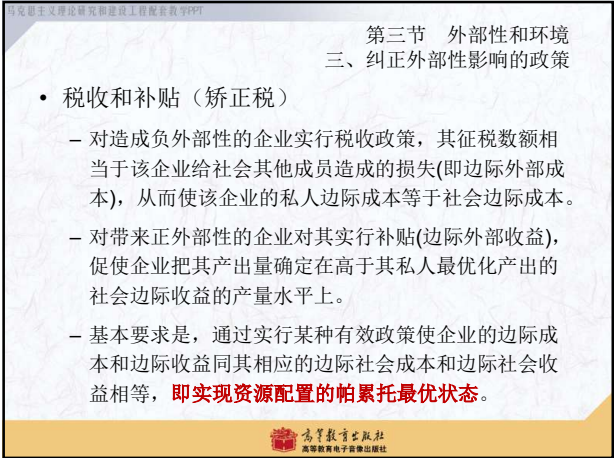 马克思主义理论研究和建设工程配套教学PPT
第三节 外部性和环境
三、纠正外部性影响的政策
• 税收和补贴（矫正税）
– 对造成负外部性的企业实行税收政策，其征税数额相
当于该企业给社会其他成员造成的损失(即边际外部成
本)，从而使该企业的私人边际成本等于社会边际成本。
– 对带来正外部性的企业对其实行补贴(边际外部收益)，
促使企业把其产出量确定在高于其私人最优化产出的
社会边际收益的产量水平上。
– 基本要求是，通过实行某种有效政策使企业的边际成
本和边际收益同其相应的边际社会成本和边际社会收
益相等，即实现资源配置的帕累托最优状态。
高等教育出版社
高等教育电子音像出版社